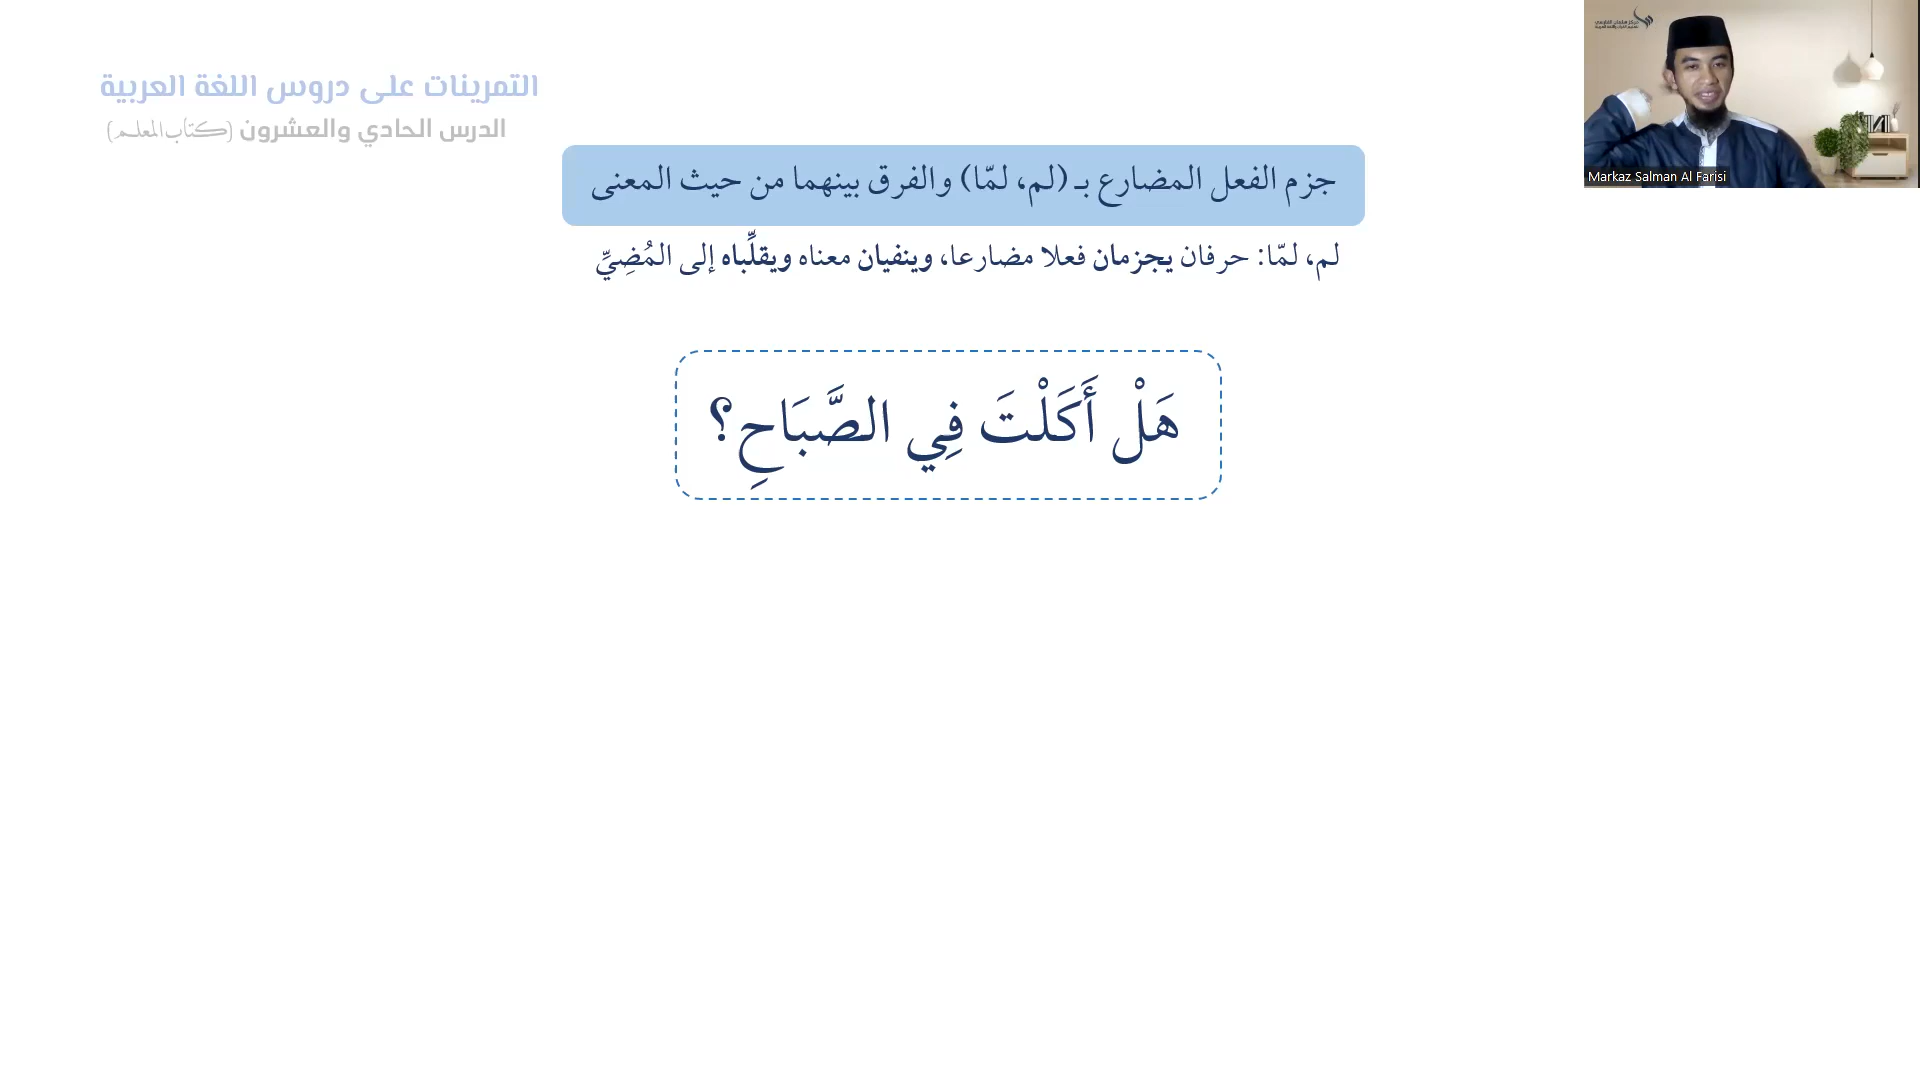 التمرينات على دروس اللغة العربية
الدرس الحادي والعشرون (كتاب المعلم)
جزم الفعل المضارع بـ (لم، لمّا) والفرق بينهما من حيث المعنى
لم، لمّا: حرفان يجزمان فعلا مضارعا، وينفيان معناه ويقلِّباه إلى المُضِيِّ
هَلْ أَكَلْتَ فِي الصَّبَاحِ؟
Markaz Salman Al Farisi